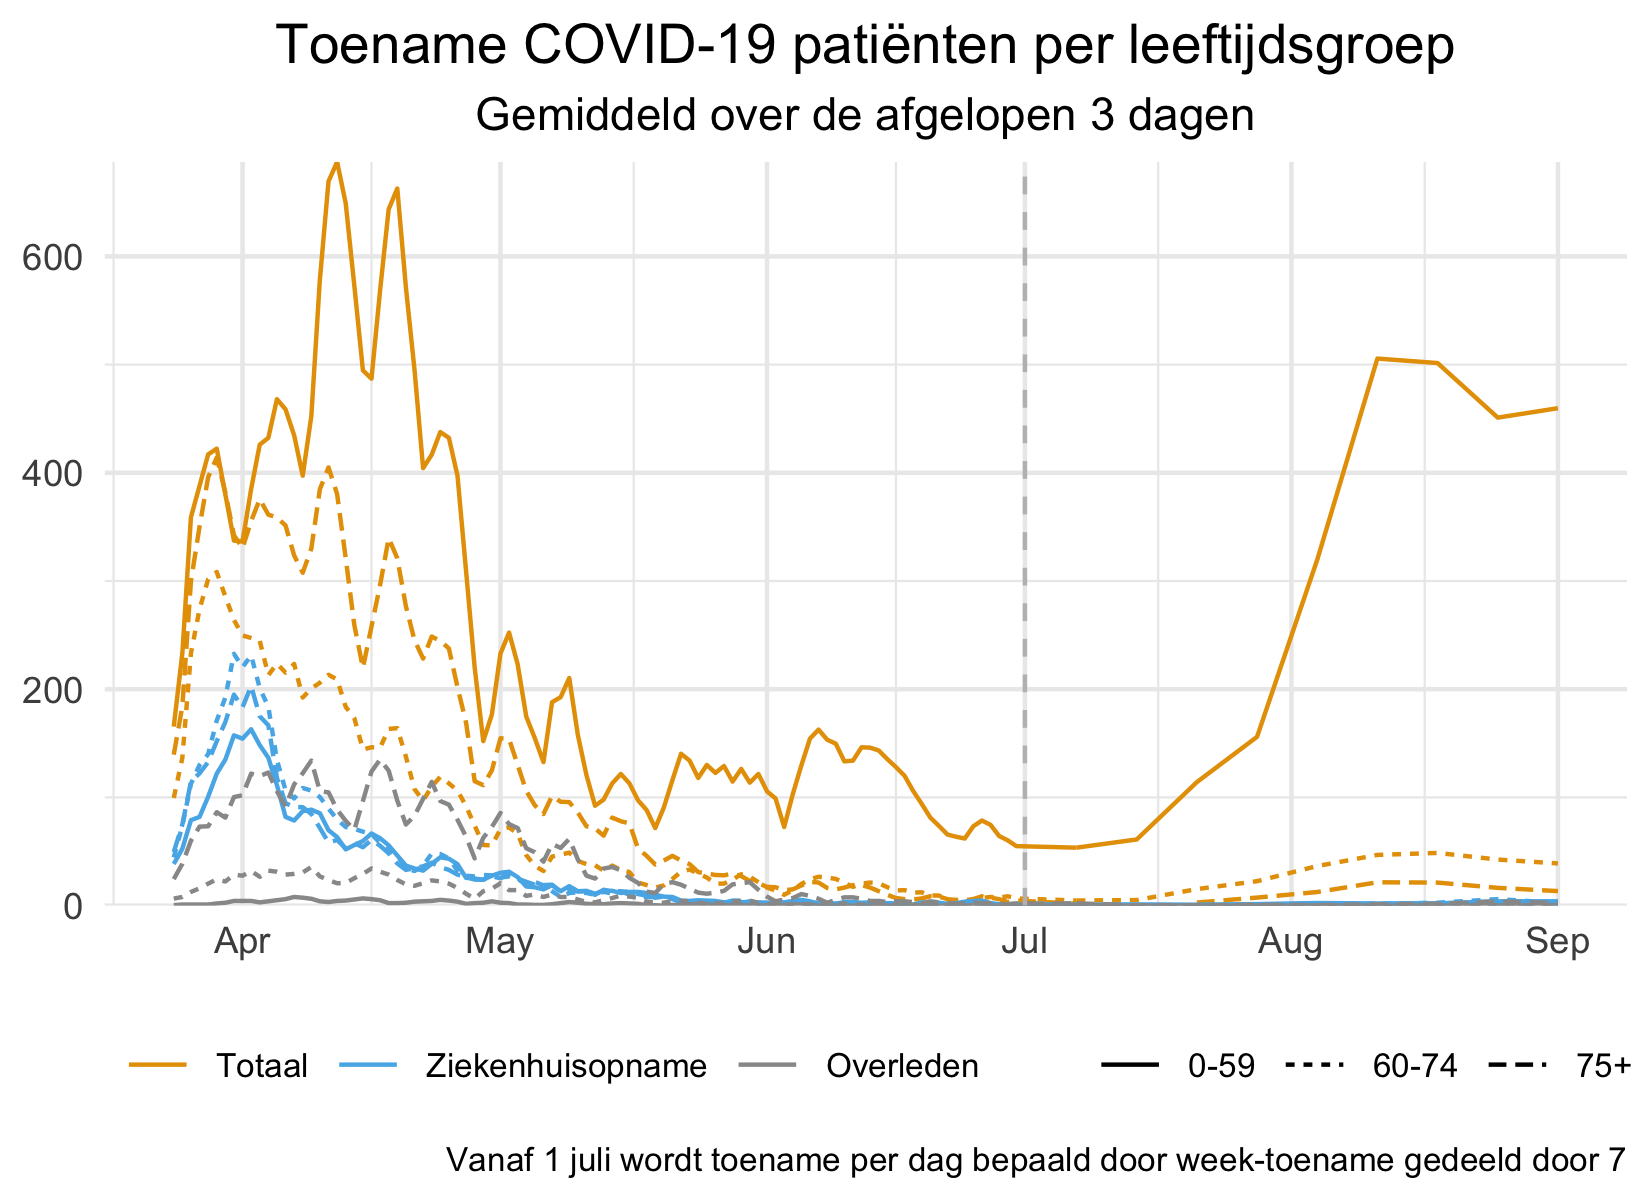 Toename COVID-19 patiënten per leeftijdsgroep
Gemiddeld over de afgelopen 3 dagen
600
400
200
0
Apr May Jun Jul Aug Sep
Totaal Ziekenhuisopname Overleden 0-59 60-74 75+
Vanaf 1 juli wordt toename per dag bepaald door week-toename gedeeld door 7